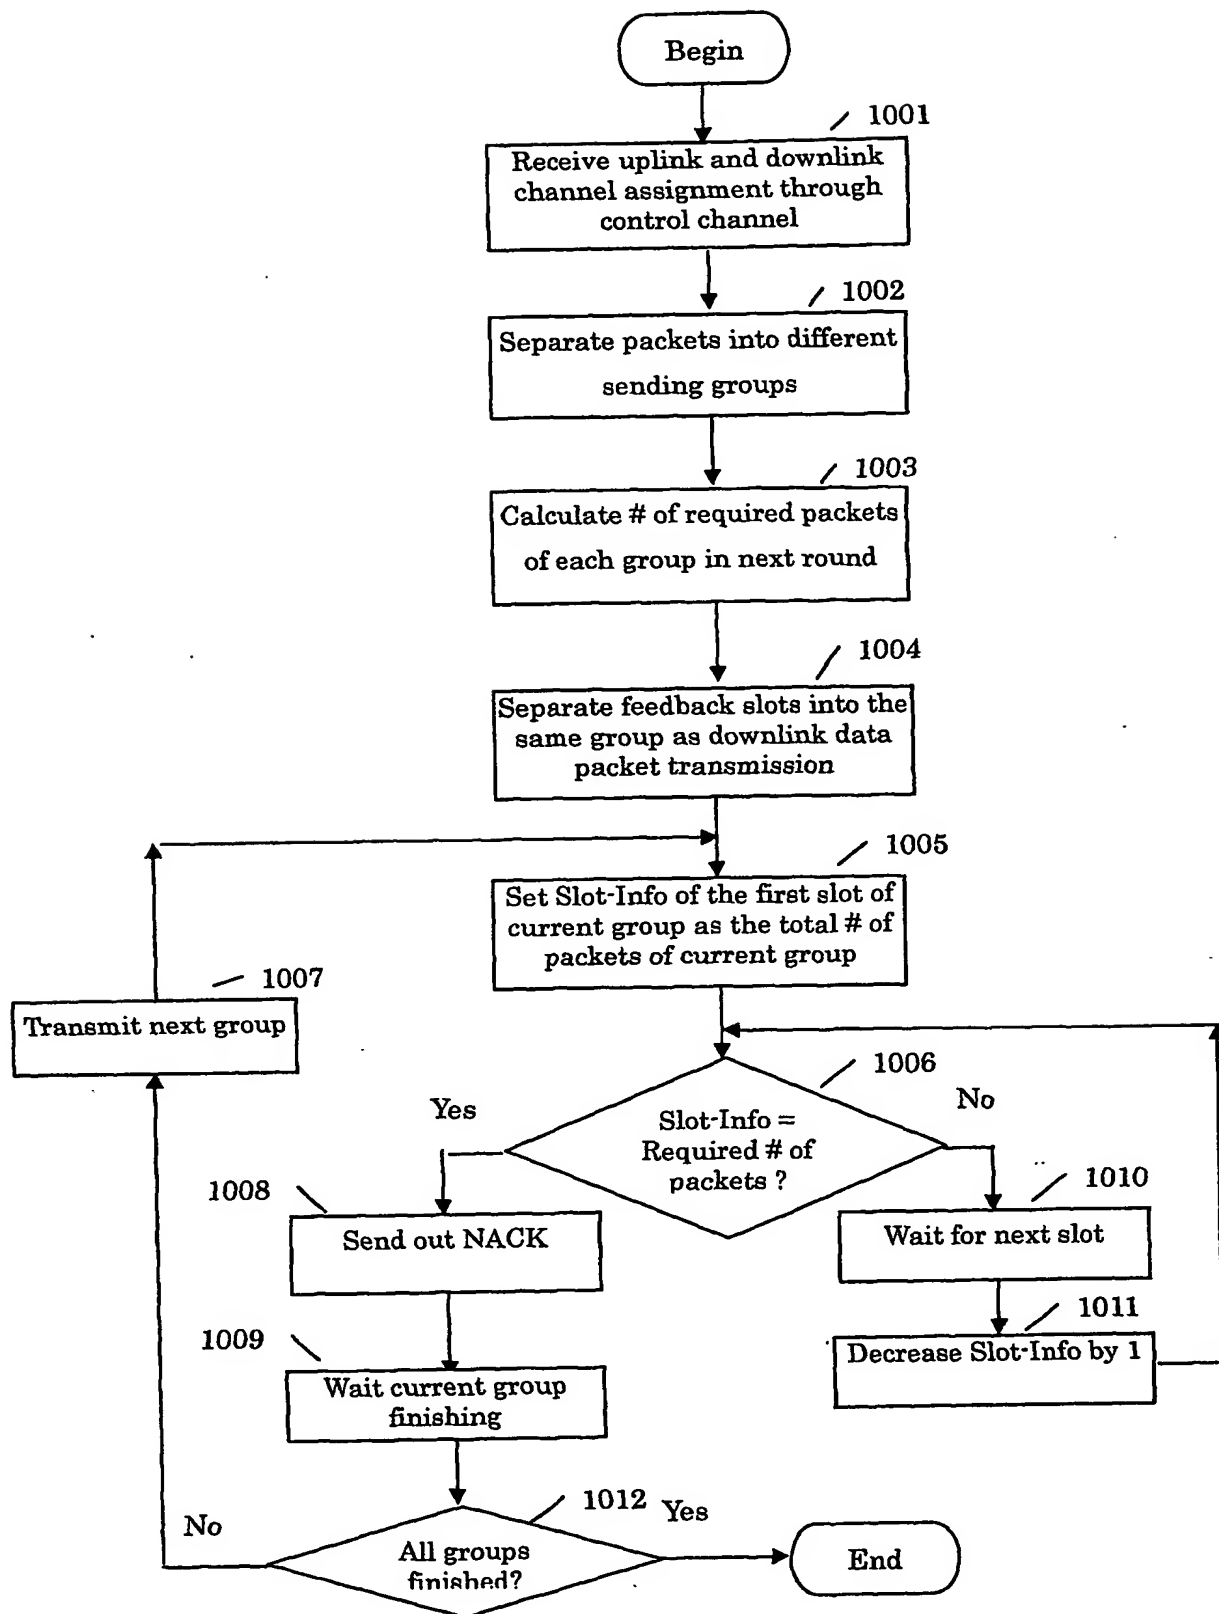 Begin
1001
Receive uplink and downlink
channel assignment through
control channel
1002
Separate packets into different
sending groups
1003
Calculate # of required packets
of each group in next round
1004
Separate feedback slots into the
same group as downlink data
packet transmission
1005
Set Slot-Info of the first slot of
current group as the total # of
packets of current group
1007
Transmit next group
1006
Yes
No
Slot-Info =
Required # of
packets ?
1008
Send out NACK
1010
Wait for next slot
1009
Wait current group
finishing
1011
Decrease Slot-Info by 1
1012
No
Yes
All groups
finished?
End